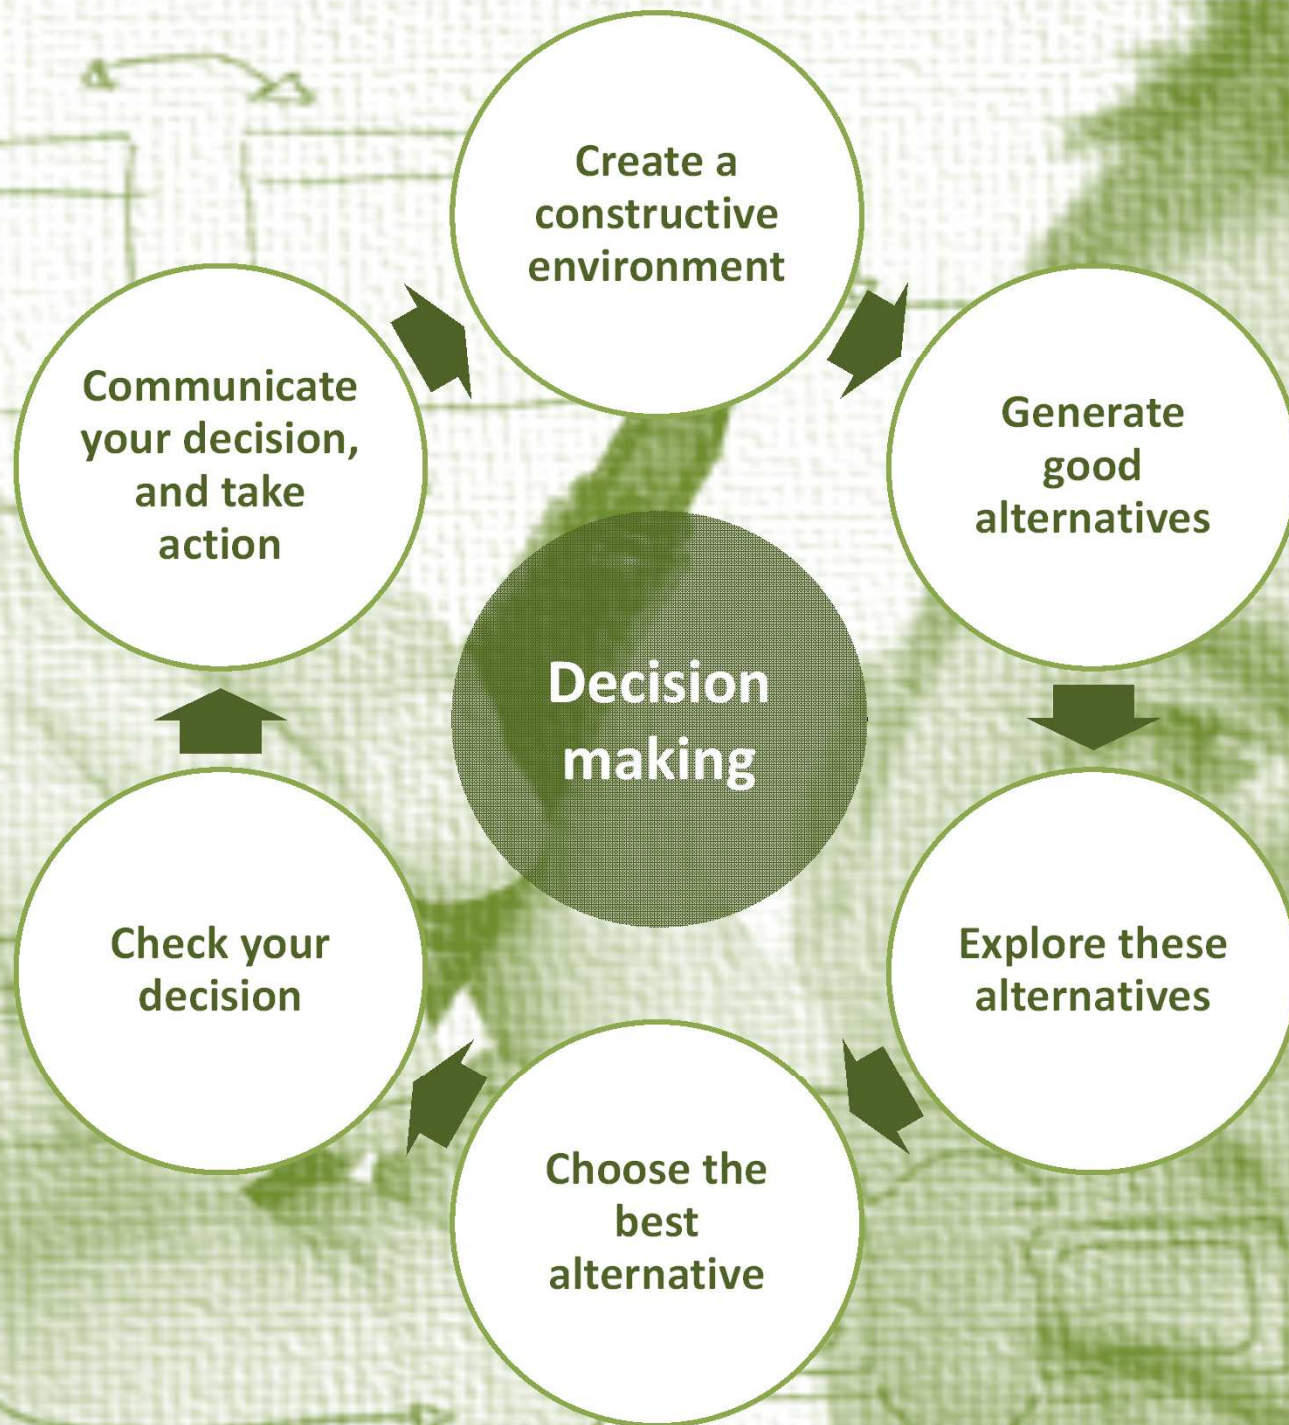 Create a
constructive
environment
Generate
good
alternatives
Explore these
alternatives
Choose the
best
alternative
Check your
decision
Communicate
your decision,
and take
action
Decision
making